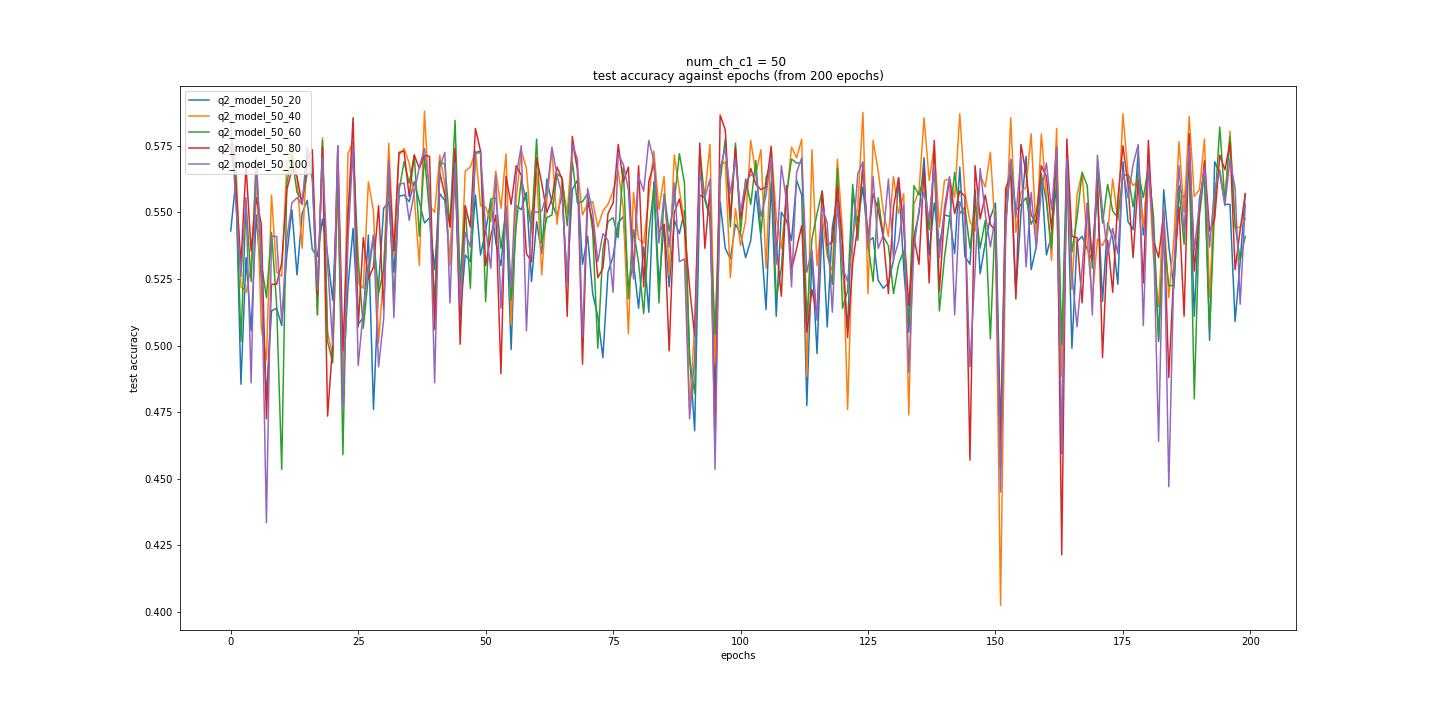 num_ch_c1 = 50
test accuracy against epochs (from 200 epochs)
q2_model_50_20
q2_model_50_40
q2_model_50_60
q2_model_50_80
q2_model_50_100
test accuracy
0.575
0.550
0.525
0.500
0.475
0.450
0.425
0.400
0 25 50 75 100 125 150 175 200
epochs